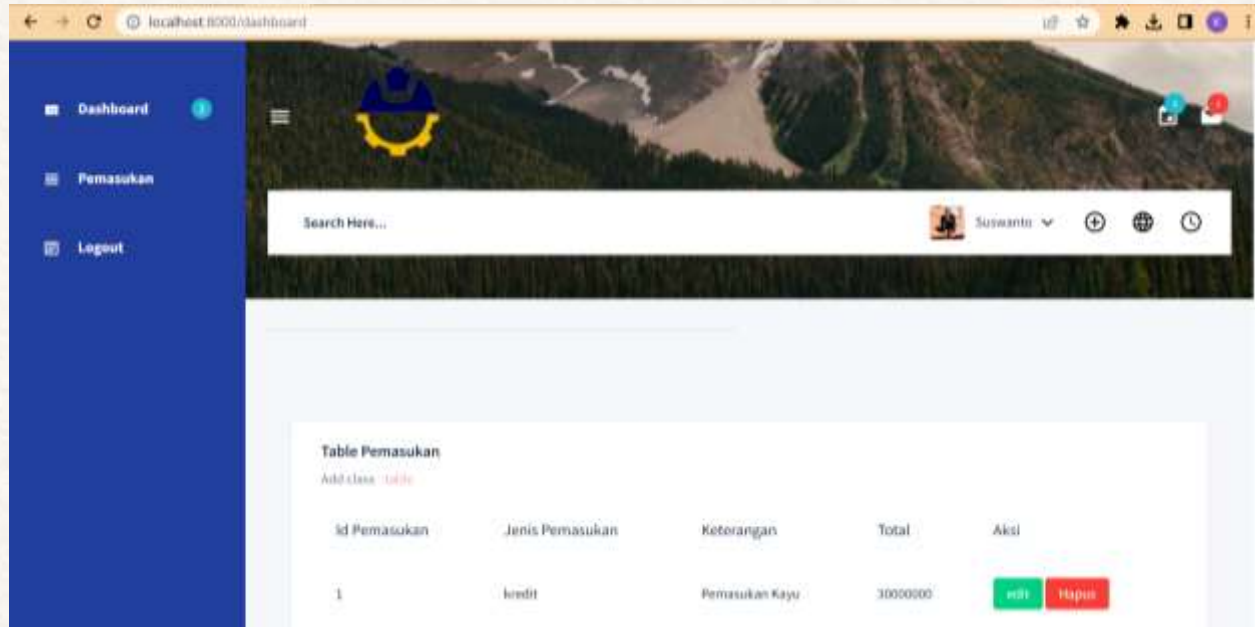 localhost:8000/dashboard
Dashboard
Pemasukan
Logout
Search Here...
Suswanto
Table Pemasukan
Add class table
Id Pemasukan Jenis Pemasukan Keterangan Total Aksi
1 kredit Pemasukan Kayu 30000000 edit Hapus